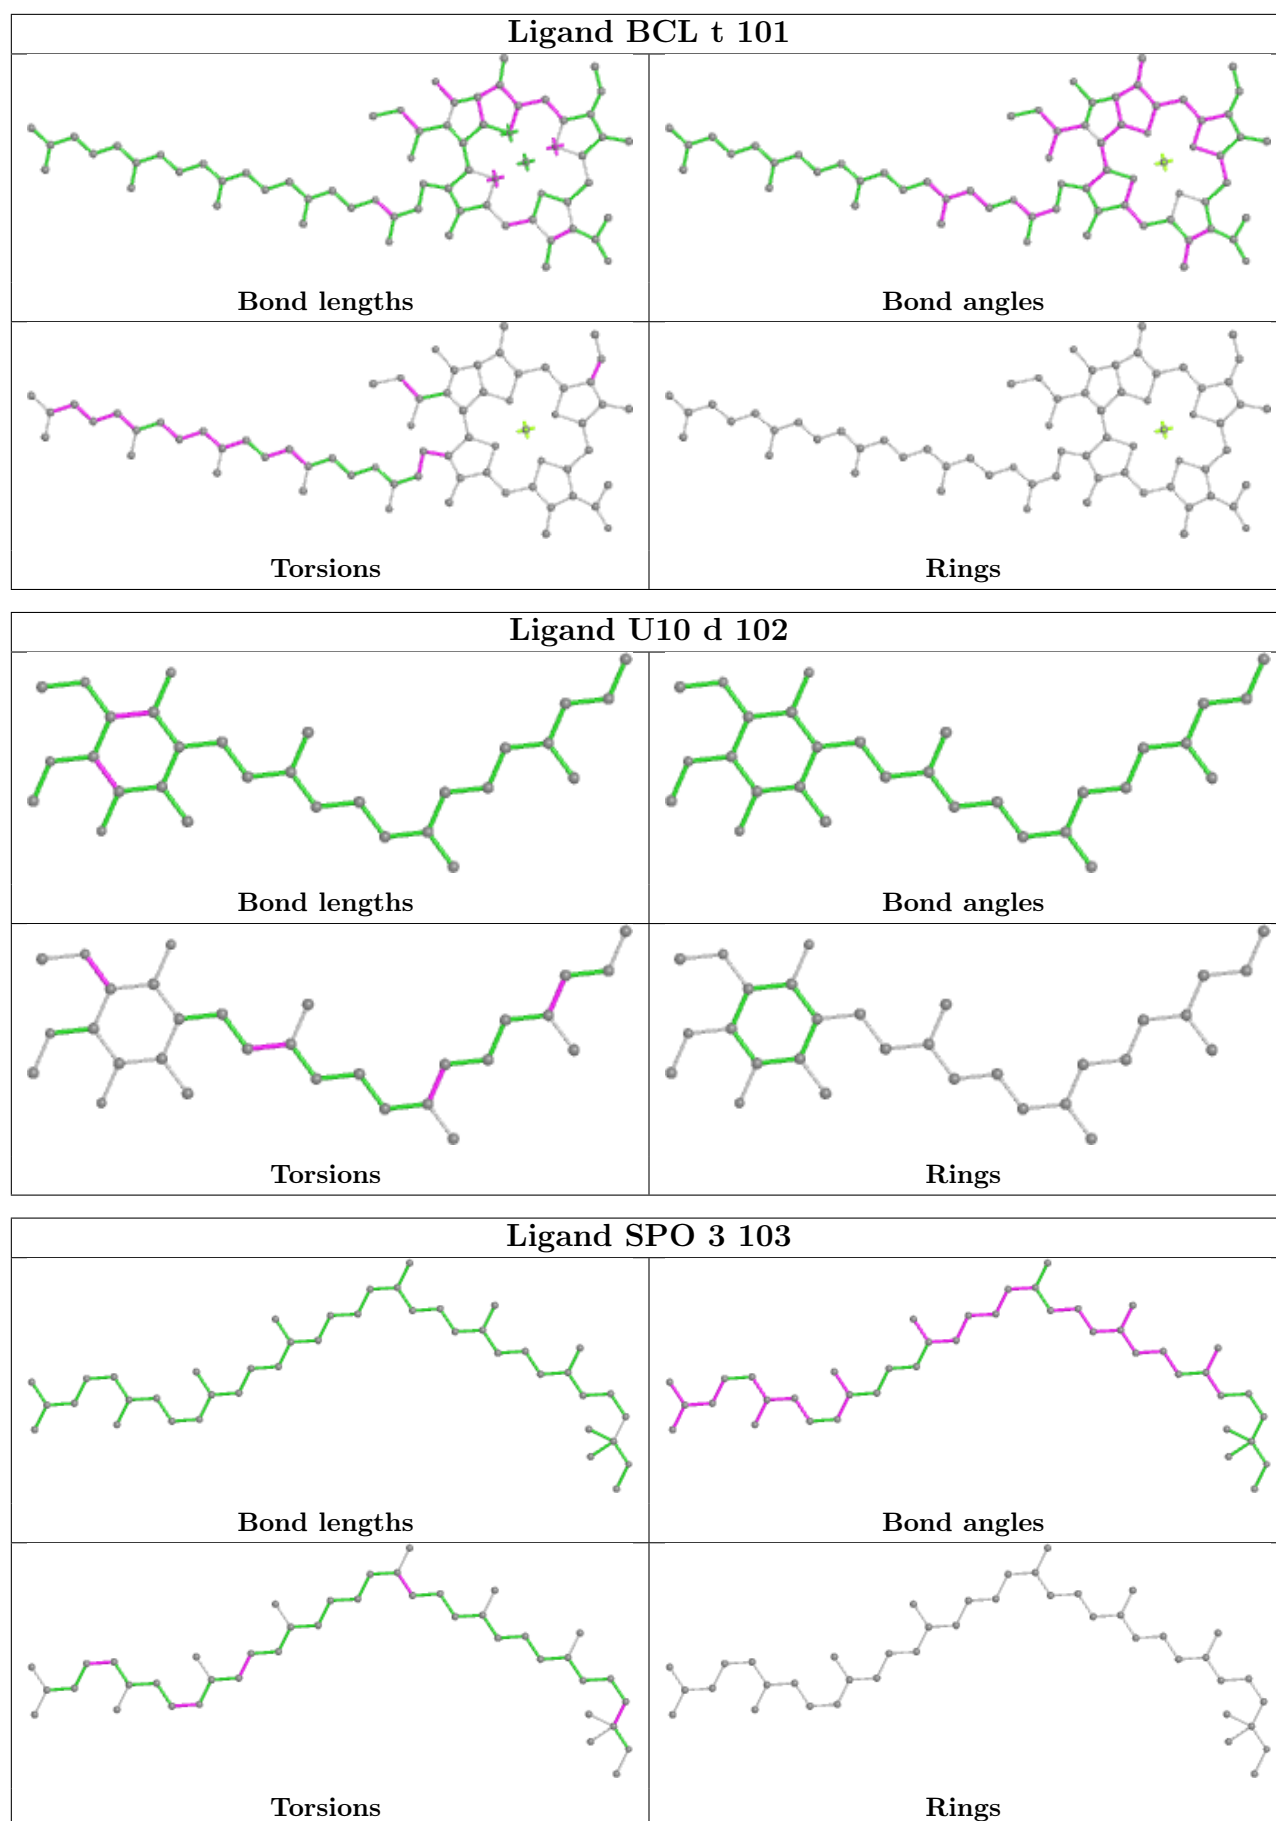 Ligand BCL t 101
Bond lengths
Bond angles
Torsions
Rings
Ligand U10 d 102
Bond lengths
Bond angles
Torsions
Rings
Ligand SPO 3 103
Bond lengths
Bond angles
Torsions
Rings